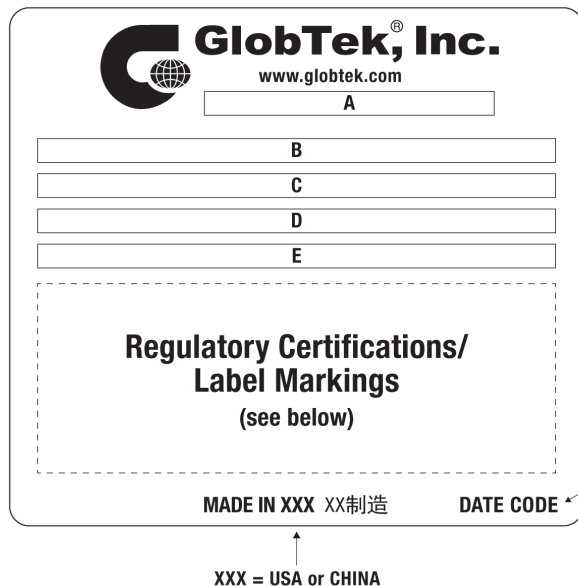 GlobTek,® Inc.
www.globtek.com
A
B
C
D
E
Regulatory Certifications/
Label Markings
(see below)
MADE IN XXX XX制造 DATE CODE
XXX = USA or CHINA